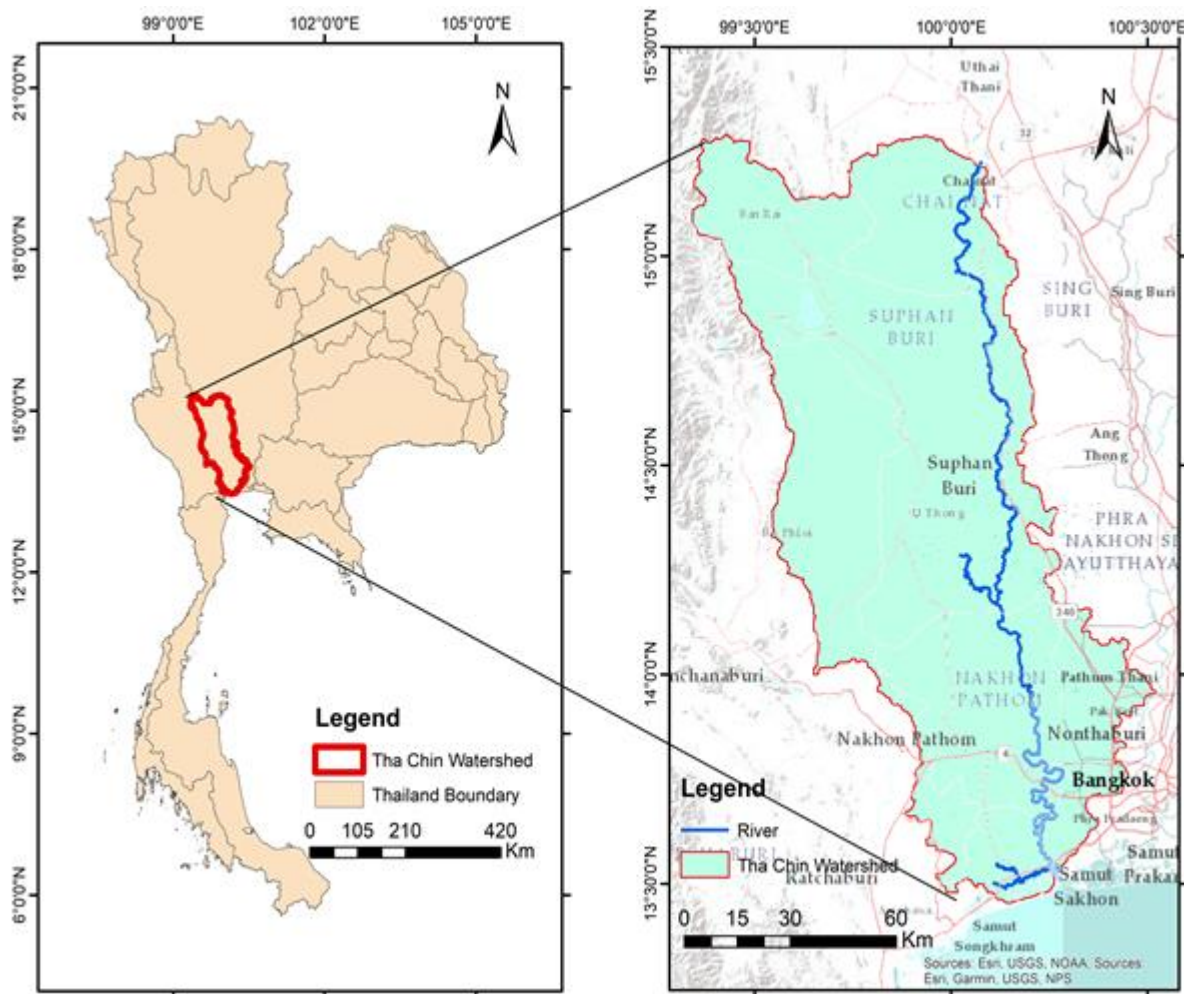 99°0'0"E 102°0'0"E 105°0'0"E
21°0'0"N
18°0'0"N
15°0'0"N
12°0'0"N
9°0'0"N
6°0'0"N
N
Legend
Tha Chin Watershed
Thailand Boundary
0 105 210 420
Km
99°30'0"E 100°0'0"E 100°30'0"E
15°30'0"N
15°0'0"N
14°30'0"N
14°0'0"N
13°30'0"N
N
Uthai
Thani
32
CHAI NAT
Ban Rai
SING
BURI
Sing Buri
SUPHAN
BURI
Ang
Thong
Suphan
Buri
U Thong
PHRA
NAKHON SI
AYUTTHAYA
340
nchanaburi
NAKHON
PATHOM
Pathum Thani
Nakhon Pathom
4
Nonthaburi
Bangkok
Legend
River
Tha Chin Watershed
Samut
Prakan
Samut
Sakhon
0 15 30 60
Km
Samut
Songkhram
Sources: Esri, USGS, NOAA, Sources:
Esri, Garmin, USGS, NPS